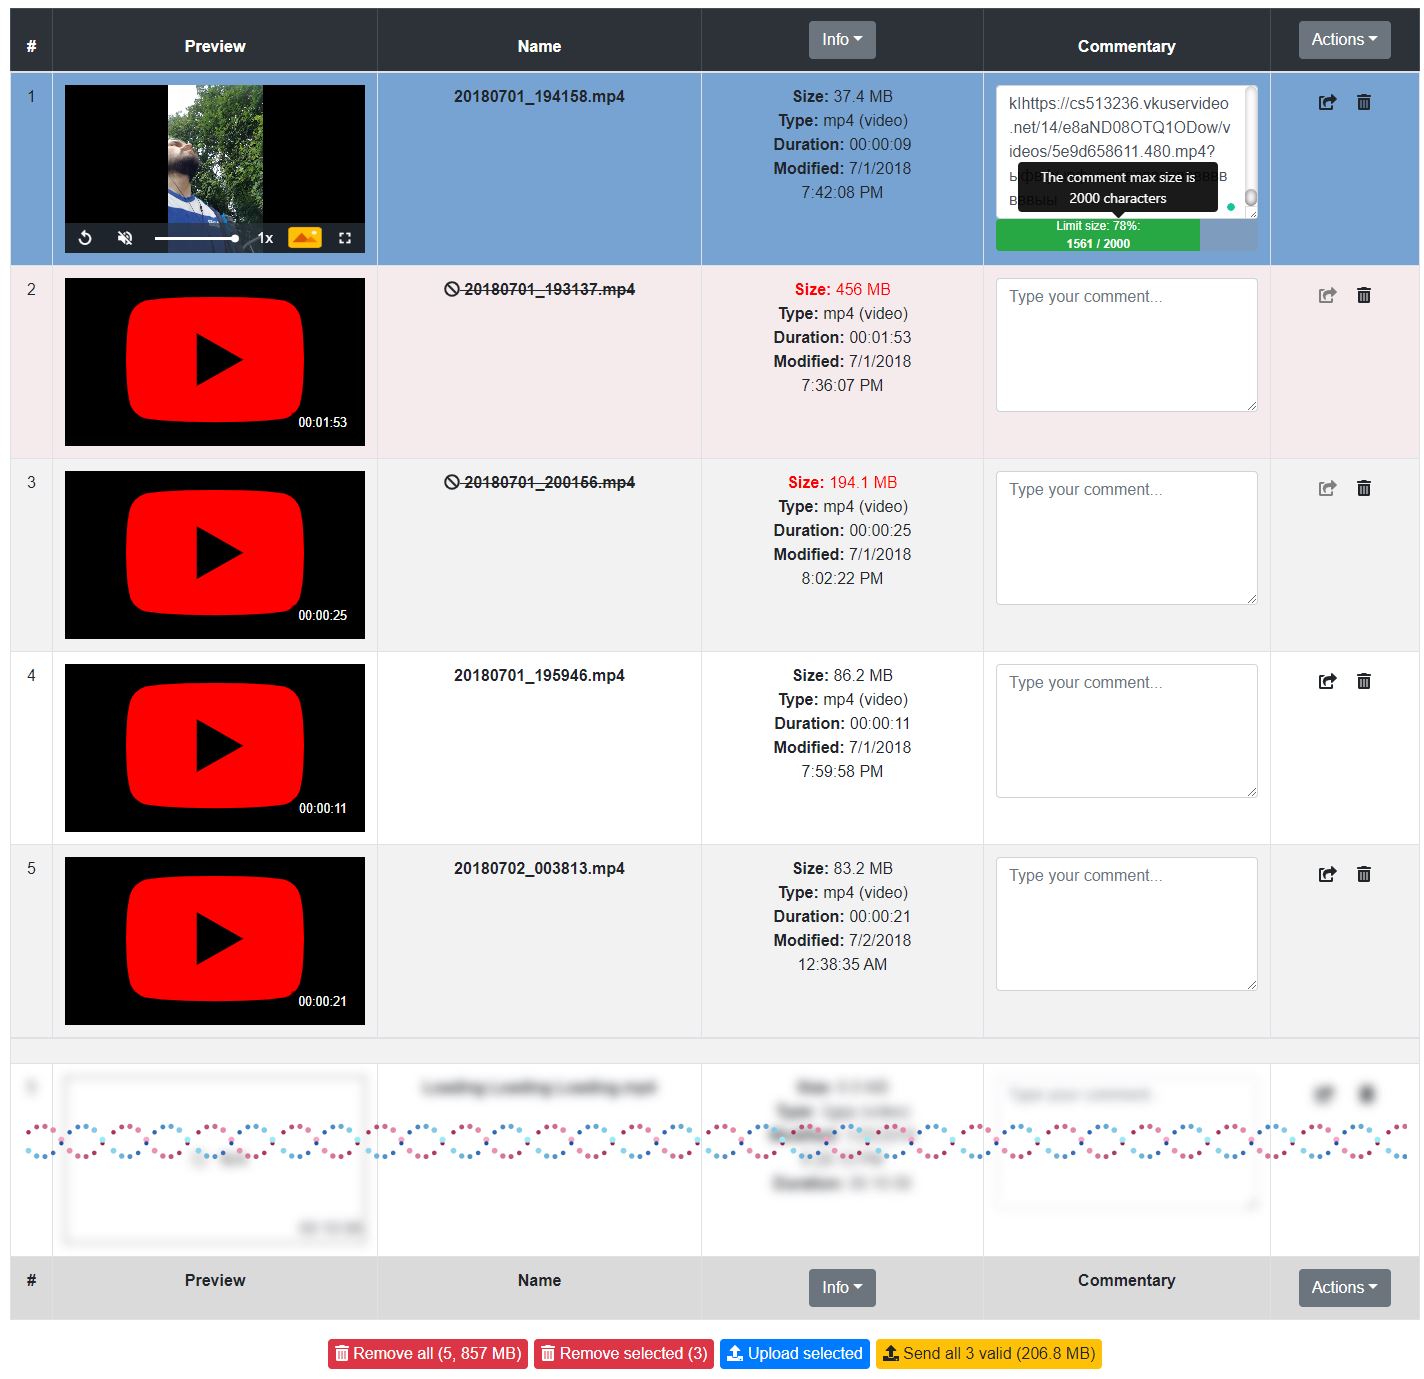 # Preview Name Info Commentary Actions
1
20180701_194158.mp4
Size: 37.4 MB
Type: mp4 (video)
Duration: 00:00:09
Modified: 7/1/2018
7:42:08 PM
klhttps://cs513236.vkuservideo
.net/14/e8aND08OTQ1ODow/v
ideos/5e9d658611.480.mp4?
The comment max size is
2000 characters
Limit size: 78%:
1561 / 2000
1x
2
00:01:53
20180701_193137.mp4
Size: 456 MB
Type: mp4 (video)
Duration: 00:01:53
Modified: 7/1/2018
7:36:07 PM
Type your comment...
3
00:00:25
20180701_200156.mp4
Size: 194.1 MB
Type: mp4 (video)
Duration: 00:00:25
Modified: 7/1/2018
8:02:22 PM
Type your comment...
4
00:00:11
20180701_195946.mp4
Size: 86.2 MB
Type: mp4 (video)
Duration: 00:00:11
Modified: 7/1/2018
7:59:58 PM
Type your comment...
5
00:00:21
20180702_003813.mp4
Size: 83.2 MB
Type: mp4 (video)
Duration: 00:00:21
Modified: 7/2/2018
12:38:35 AM
Type your comment...
Loading Loading Loading.mp4
Type your comment...
# Preview Name Info Commentary Actions
Remove all (5, 857 MB)
Remove selected (3)
Upload selected
Send all 3 valid (206.8 MB)